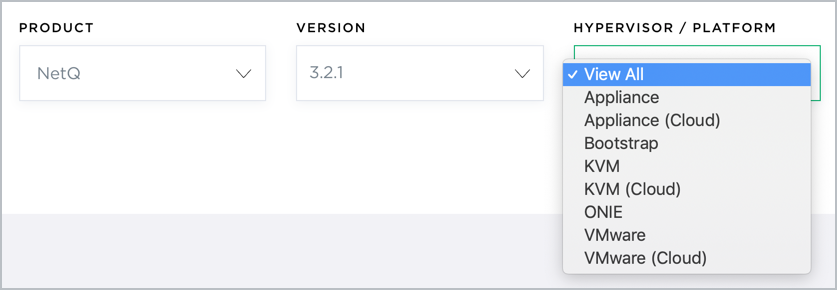 PRODUCT
VERSION
HYPERVISOR / PLATFORM
NetQ
3.2.1
View All
Appliance
Appliance (Cloud)
Bootstrap
KVM
KVM (Cloud)
ONIE
VMware
VMware (Cloud)